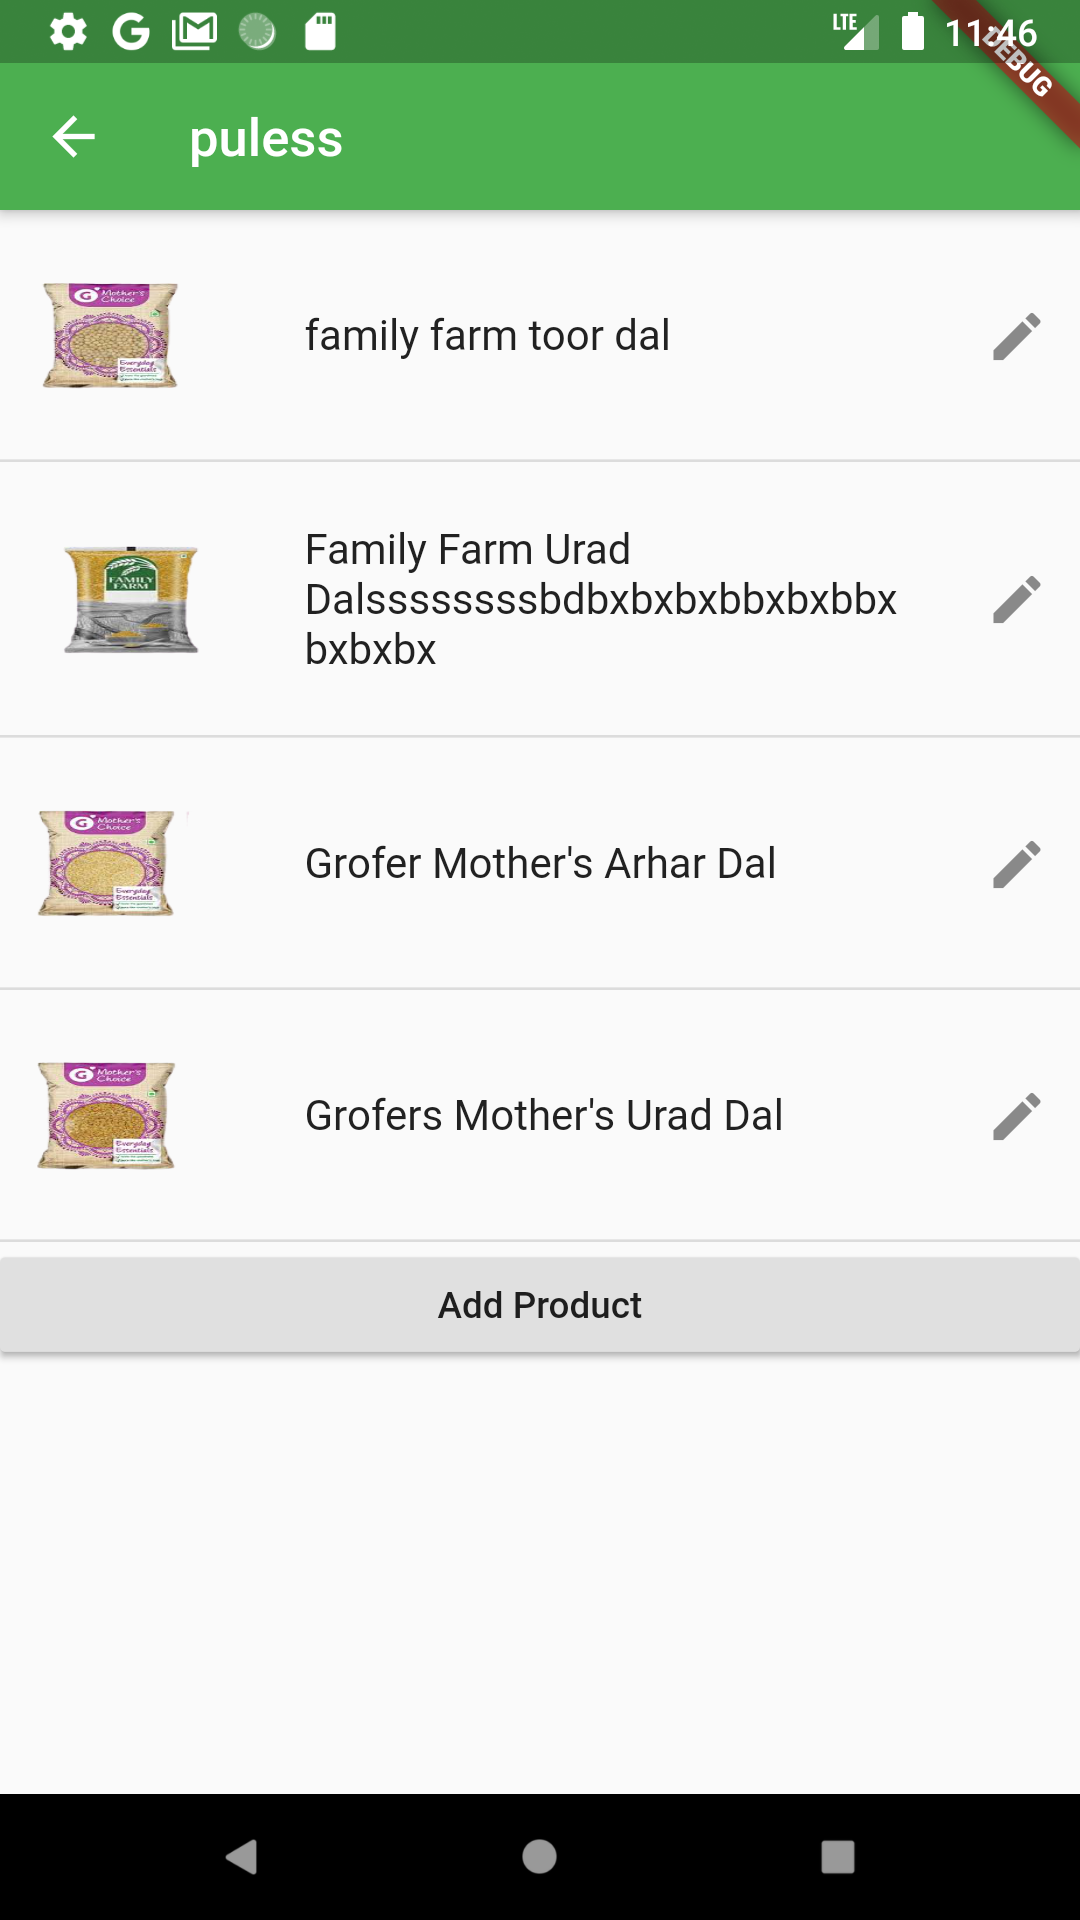 LTE 11:46
DEBUG
puless
Mother's
Choice
Everyday
Essentials
family farm toor dal
FAMILY
FARM
Family Farm Urad
Dalssssssssbdbxbxbxbbxbxbbx
bxbxbx
Mother's
Choice
Everyday
Essentials
Grofer Mother's Arhar Dal
Mother's
Choice
Everyday
Essentials
Grofers Mother's Urad Dal
Add Product